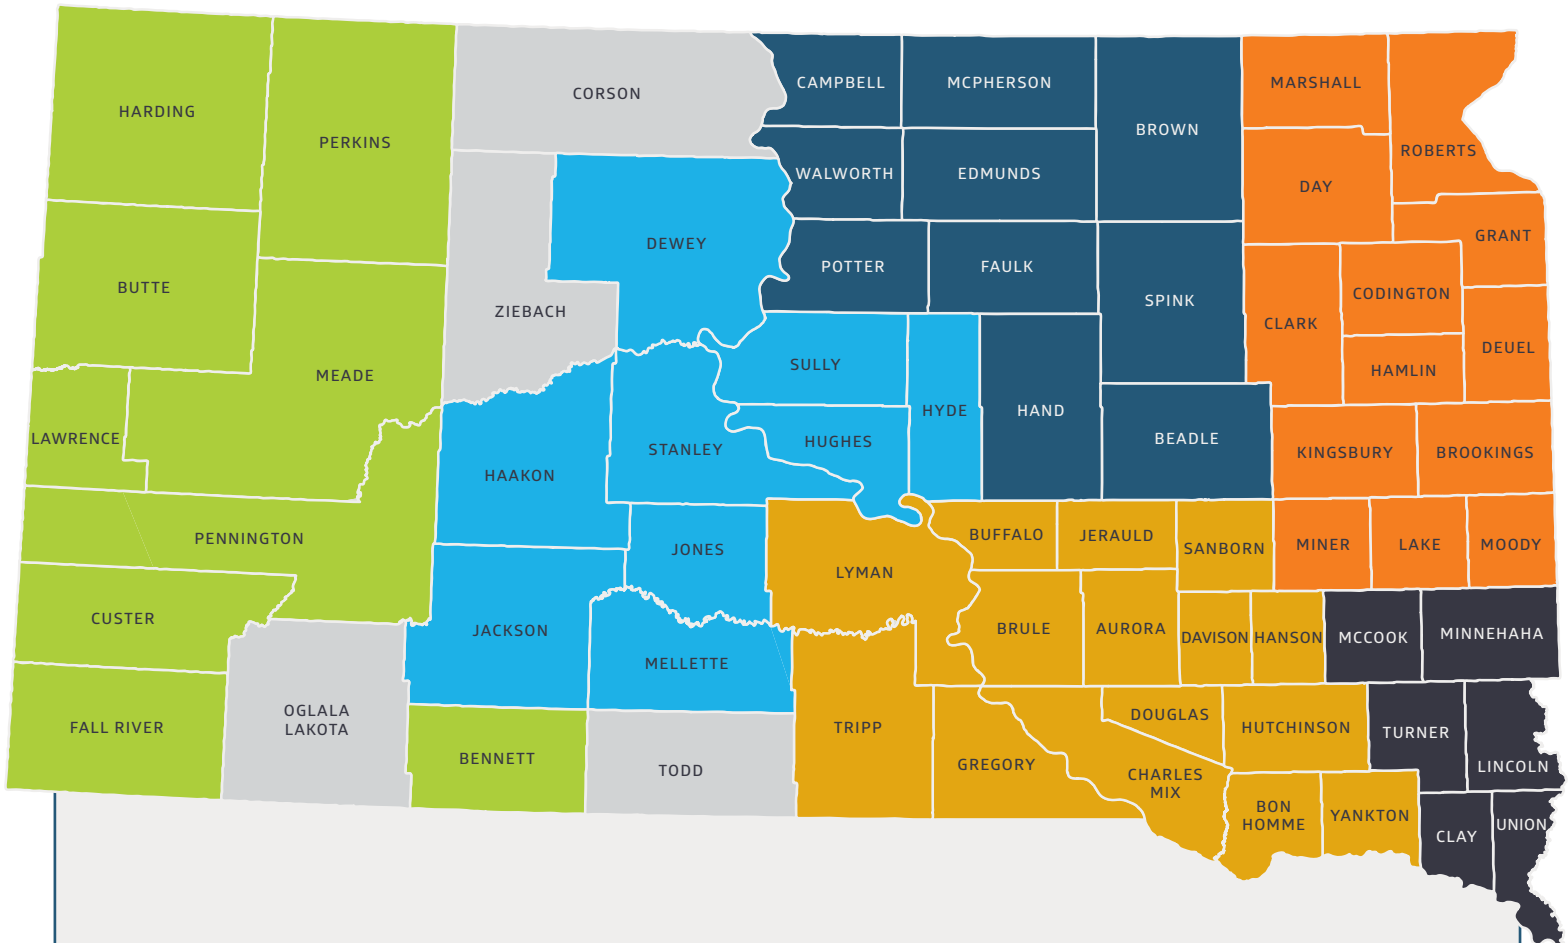 CORSON
CAMPBELL
MCPHERSON
MARSHALL
HARDING
BROWN
PERKINS
ROBERTS
WALWORTH
EDMUNDS
DAY
DEWEY
GRANT
POTTER
FAULK
BUTTE
CODINGTON
SPINK
ZIEBACH
CLARK
DEUEL
SULLY
HAMLIN
MEADE
HYDE
HAND
LAWRENCE
BEADLE
HUGHES
STANLEY
KINGSBURY
BROOKINGS
HAAKON
PENNINGTON
BUFFALO
JERAULD
JONES
SANBORN
MINER
LAKE
MOODY
LYMAN
CUSTER
JACKSON
BRULE
AURORA
DAVISON
HANSON
MCCOOK
MINNEHAHA
MELLETTE
OGLALA
LAKOTA
DOUGLAS
FALL RIVER
TRIPP
HUTCHINSON
TURNER
BENNETT
TODD
GREGORY
LINCOLN
CHARLES
MIX
BON
HOMME
YANKTON
UNION
CLAY